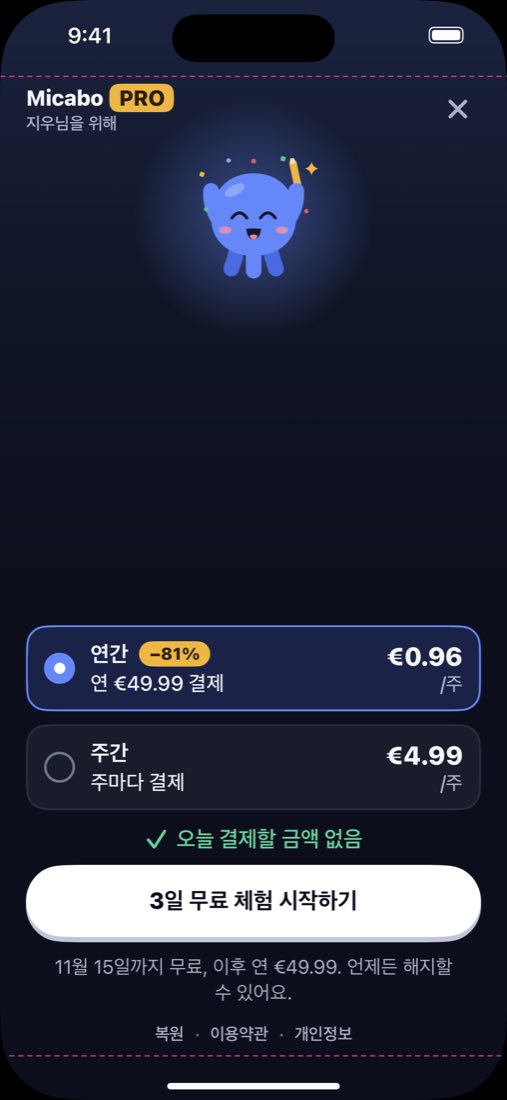 9:41
Micabo PRO
지우님을 위해
연간 −81%
€0.96
연 €49.99 결제
/주
주간
€4.99
주마다 결제
/주
오늘 결제할 금액 없음
3일 무료 체험 시작하기
11월 15일까지 무료, 이후 연 €49.99. 언제든 해지할
수 있어요.
복원 · 이용약관 · 개인정보